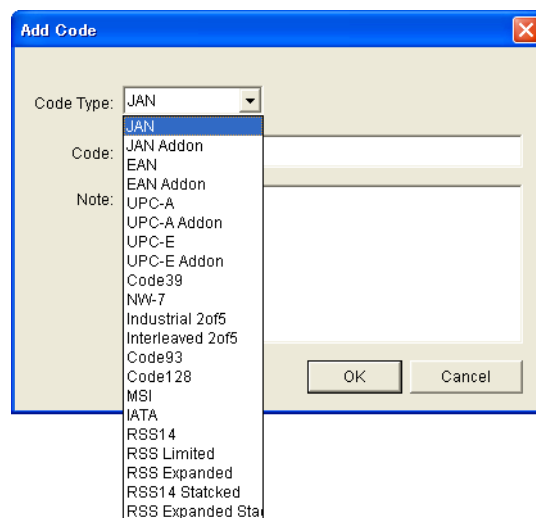 Add Code
Code Type: JAN
JAN
Code:
JAN Addon
EAN
EAN Addon
Note:
UPC-A
UPC-A Addon
UPC-E
UPC-E Addon
Code39
NW-7
Industrial 2of5
Interleaved 2of5
Code93
Code128
OK Cancel
MSI
IATA
RSS14
RSS Limited
RSS Expanded
RSS14 Statcked
RSS Expanded